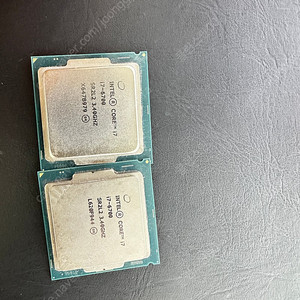 INTEL® CORE™ i7
i7-6700
SR2L2 3.40GHZ
INTEL® CORE™ i7
i7-6700
SR2L2 3.40GHZ